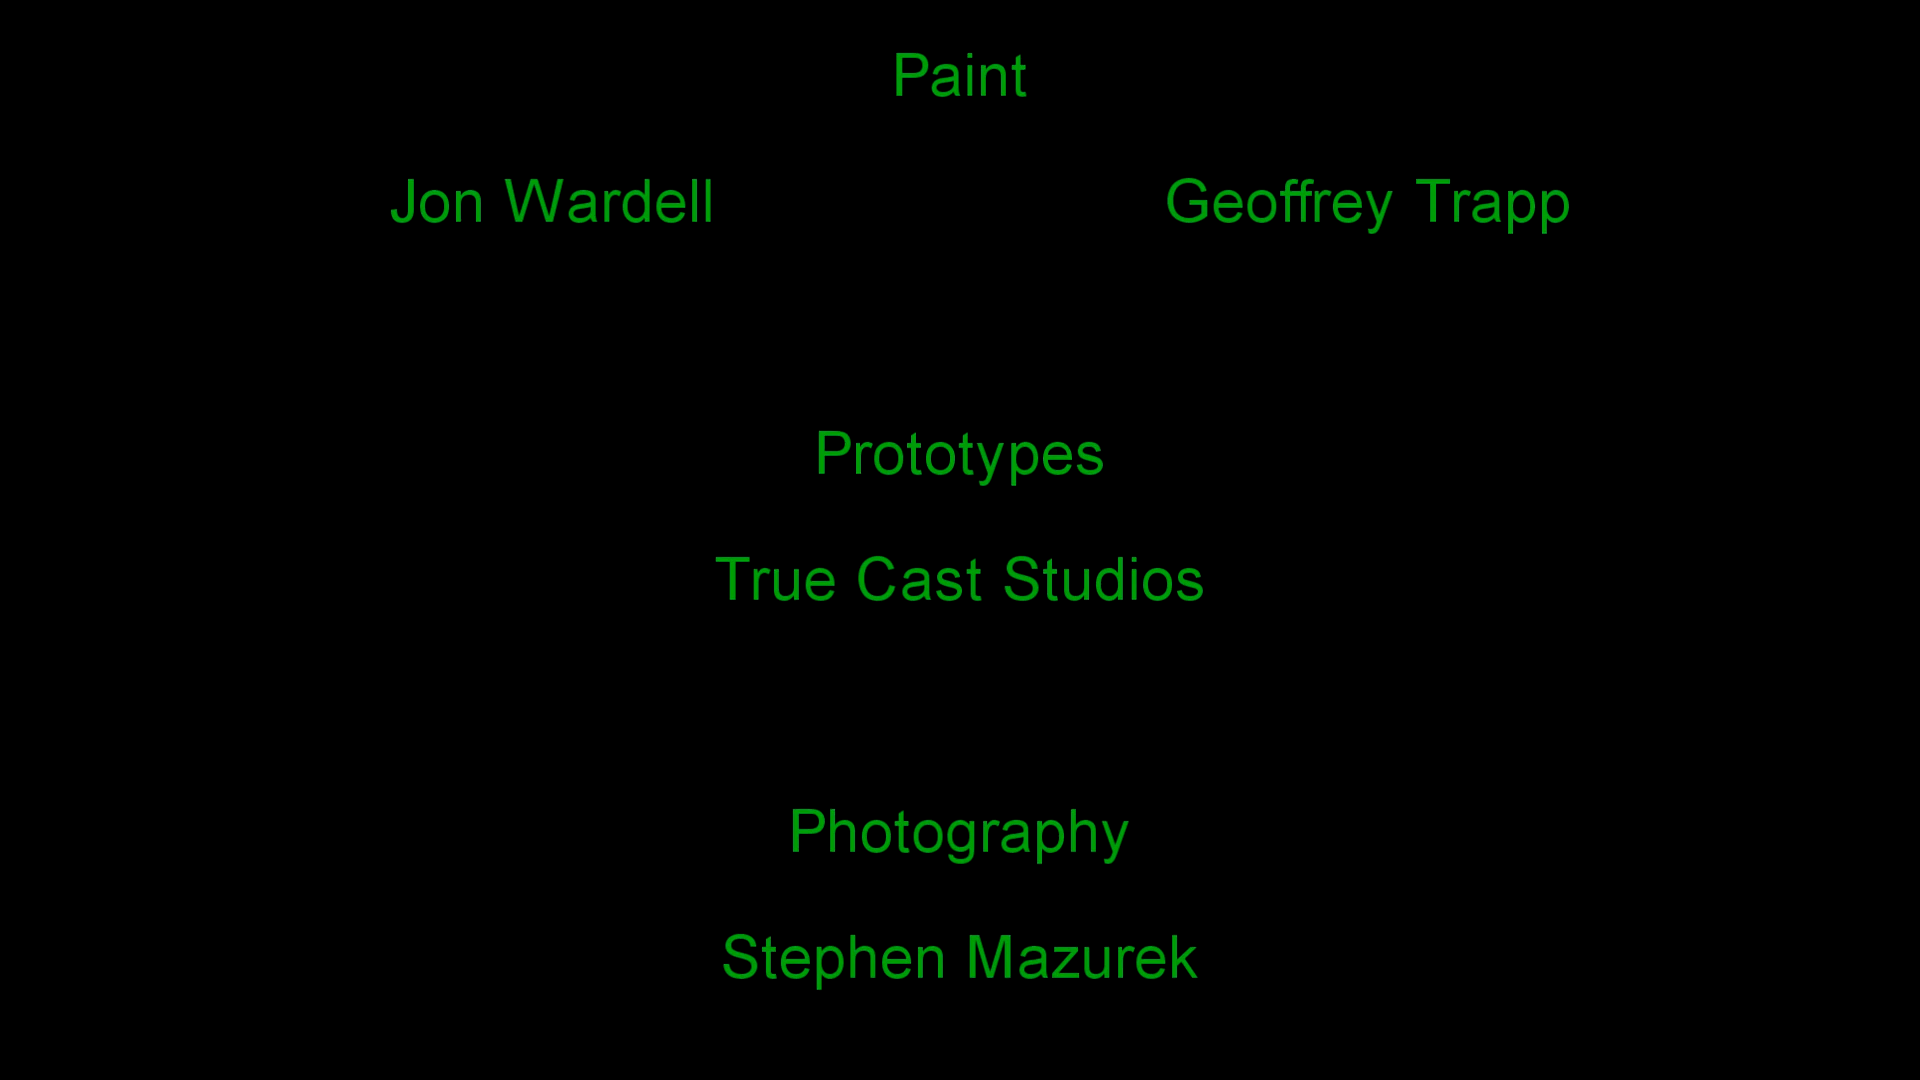 Paint
Jon Wardell Geoffrey Trapp
Prototypes
True Cast Studios
Photography
Stephen Mazurek